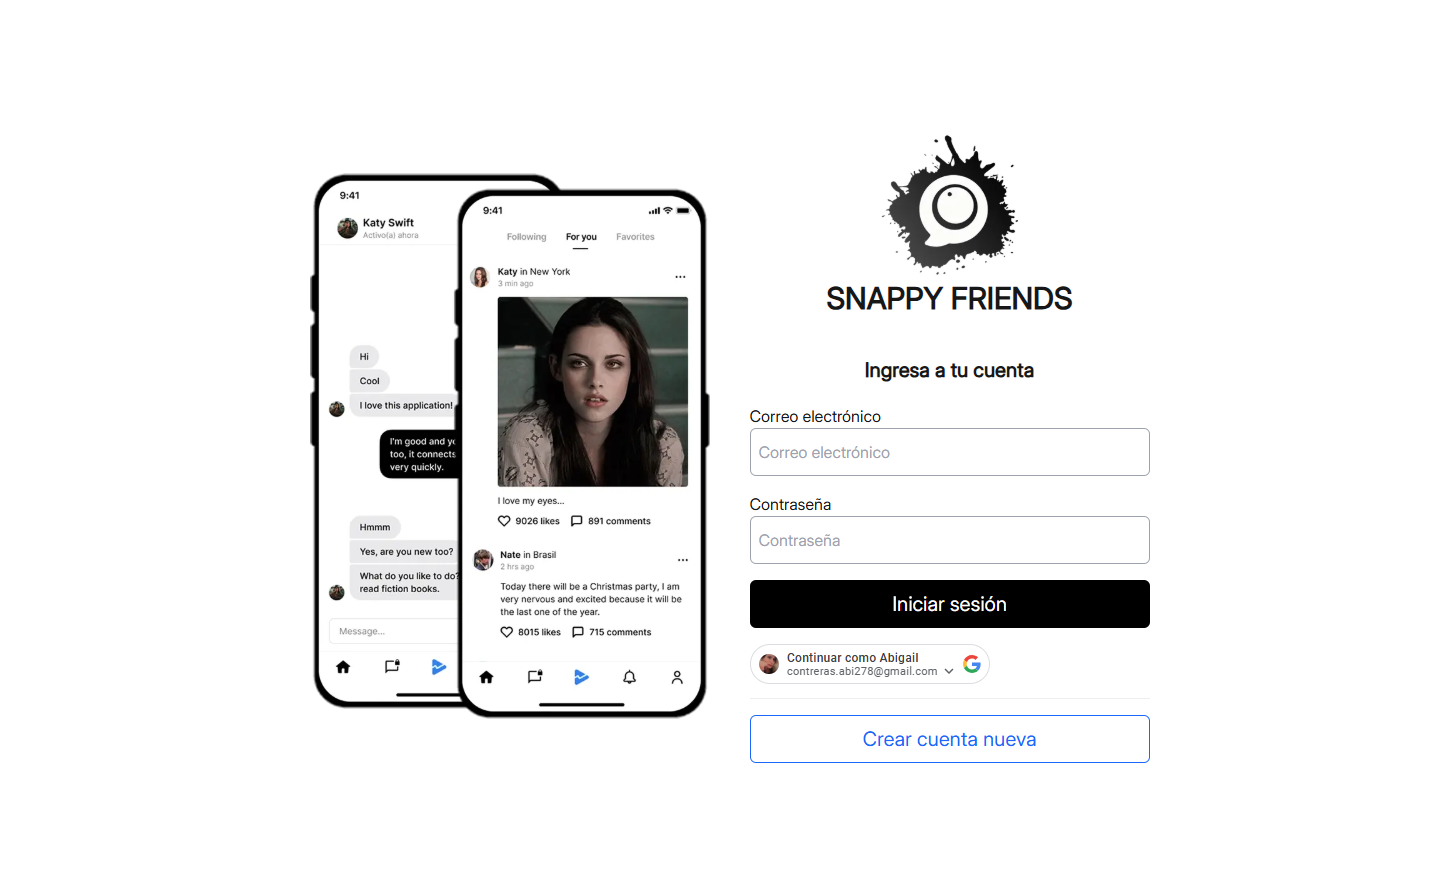 9:41
Katy Swift
Activo(a) ahora
Hi
Cool
I love this application!
I'm good and yo
too, it connects
very quickly.
Hmmm
Yes, are you new too?
What do you like to do?
read fiction books.
Message...
9:41
Following For you Favorites
Katy in New York
3 min ago
I love my eyes...
9026 likes 891 comments
Nate in Brasil
2 hrs ago
Today there will be a Christmas party, I am
very nervous and excited because it will be
the last one of the year.
8015 likes 715 comments
SNAPPY FRIENDS
Ingresa a tu cuenta
Correo electrónico
Correo electrónico
Contraseña
Contraseña
Iniciar sesión
Continuar como Abigail
contreras.abi278@gmail.com
Crear cuenta nueva